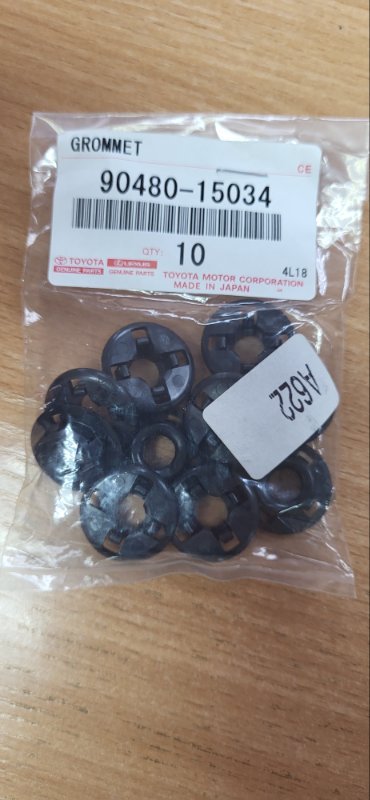 GROMMET
CE
90480-15034
QTY: 10
4L18
TOYOTA LEXUS
GENUINE PARTS GENUINE PARTS
TOYOTA MOTOR CORPORATION
MADE IN JAPAN
A622